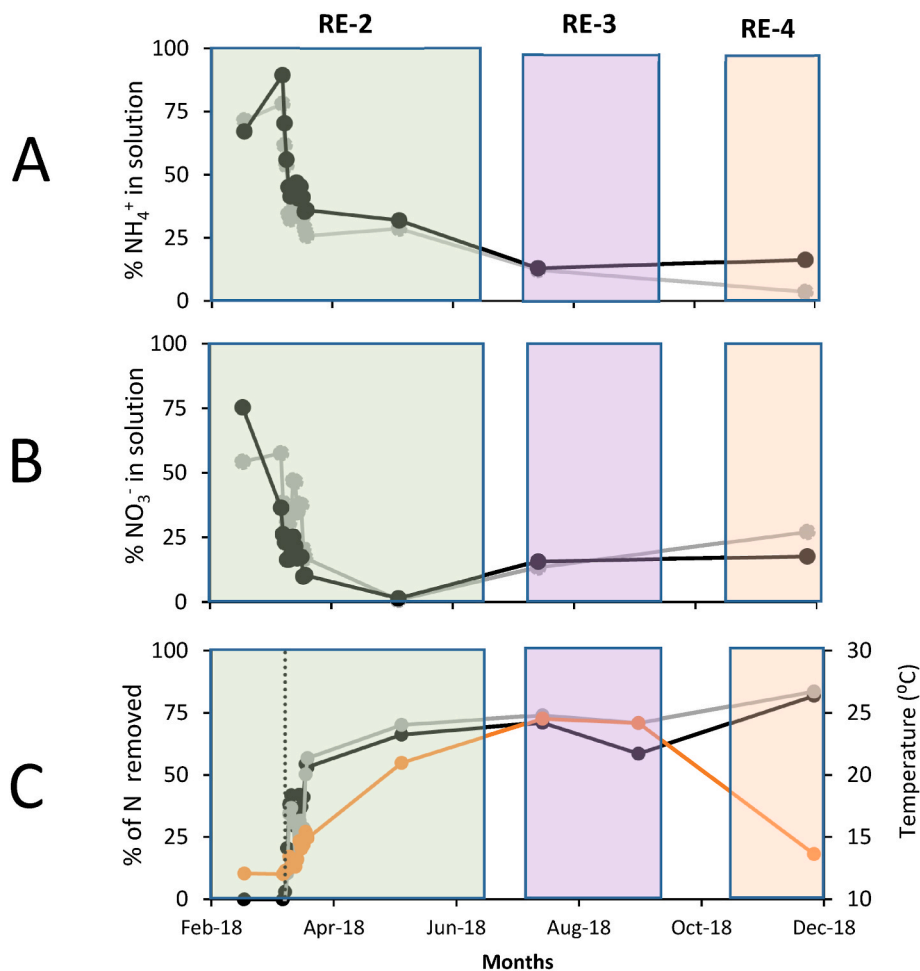 RE-2 RE-3 RE-4
A
% NH₄⁺ in solution
100
75
50
25
0
B
% NO₃⁻ in solution
100
75
50
25
0
C
% of N removed
100
75
50
25
0
30
25
20
15
10
Temperature (⁰C)
Feb-18 Apr-18 Jun-18 Aug-18 Oct-18 Dec-18
Months